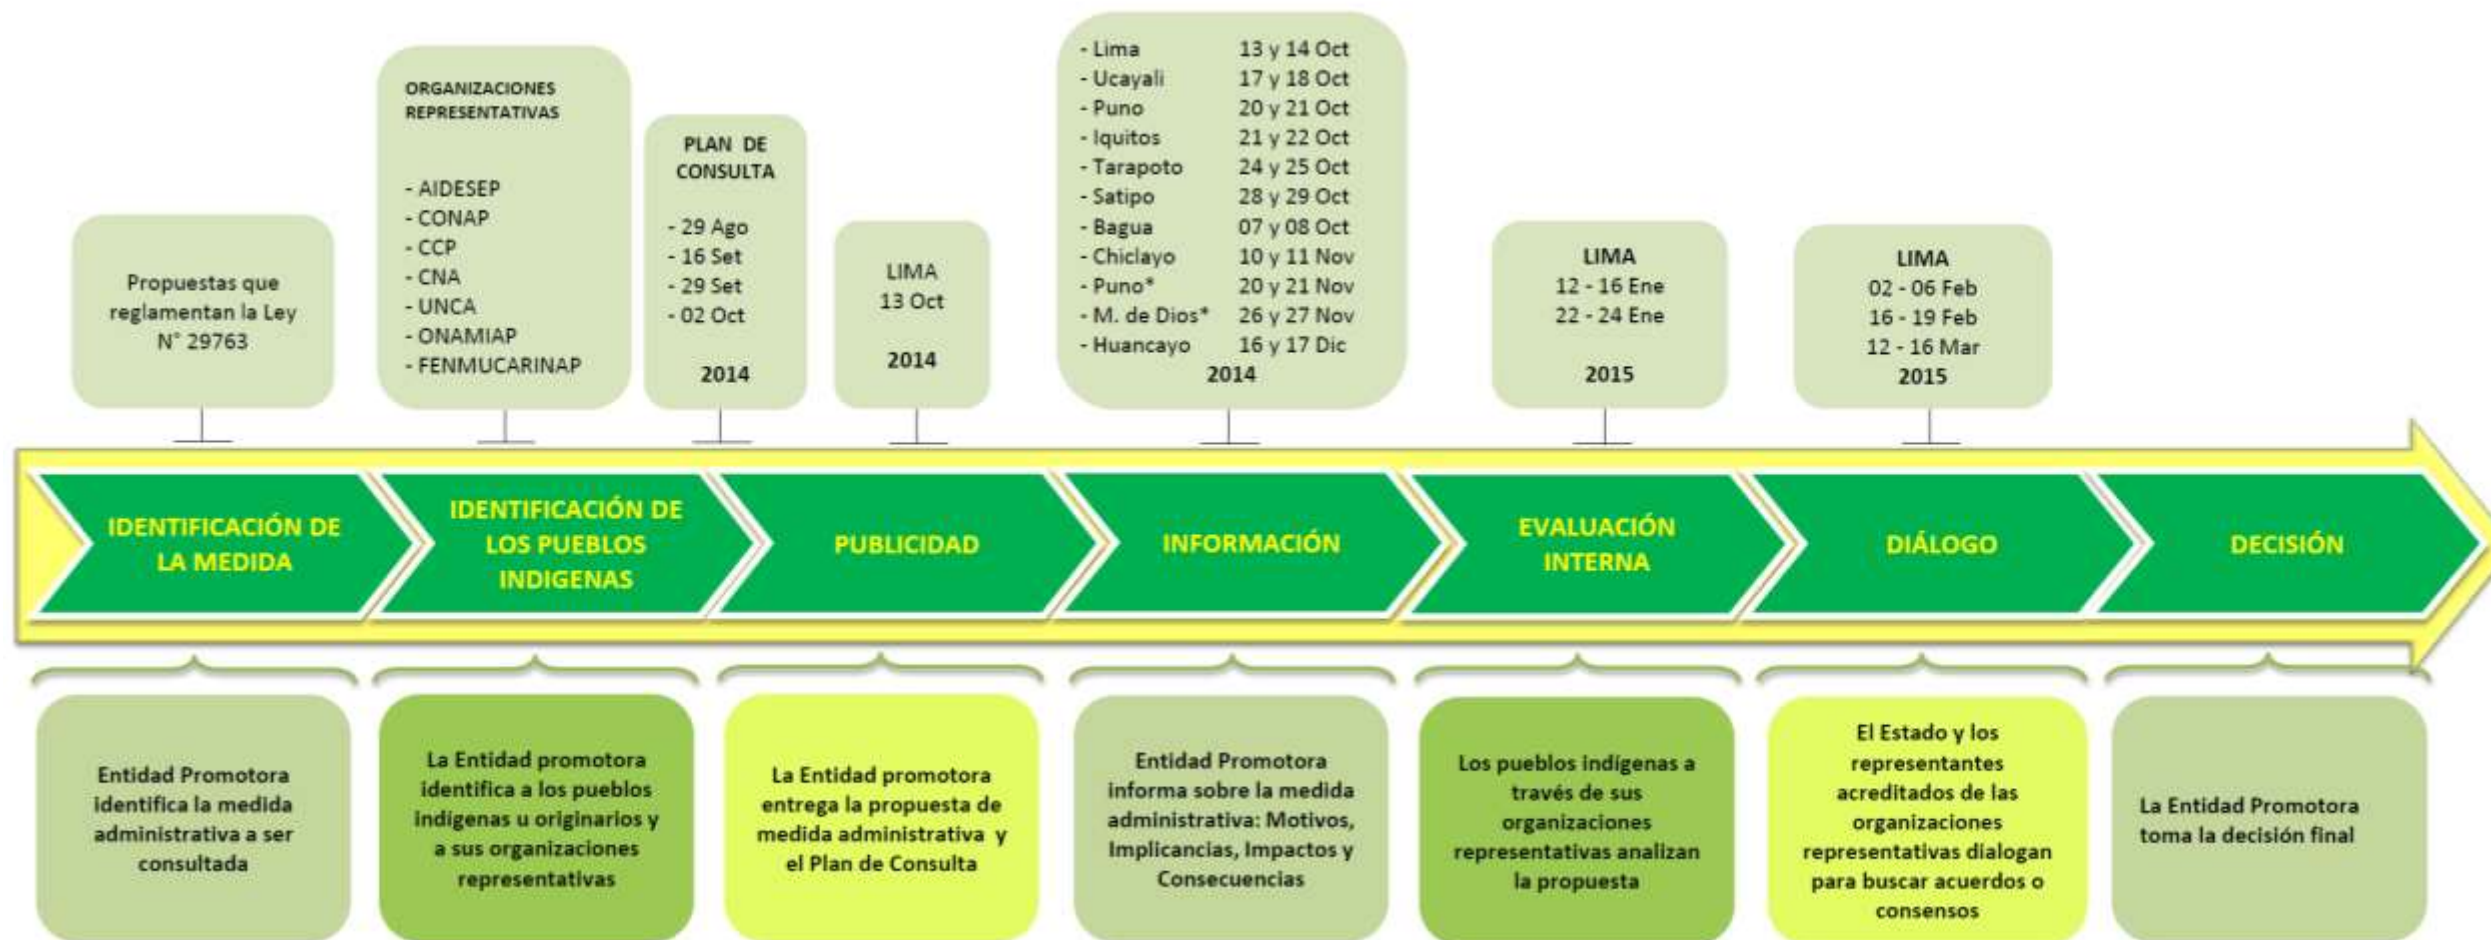 Propuestas que
reglamentan la Ley
N° 29763
ORGANIZACIONES
REPRESENTATIVAS
- AIDESEP
- CONAP
- CCP
- CNA
- UNCA
- ONAMIAP
- FENMUCARINAP
PLAN DE
CONSULTA
- 29 Ago
- 16 Set
- 29 Set
- 02 Oct
2014
LIMA
13 Oct
2014
- Lima 13 y 14 Oct
- Ucayali 17 y 18 Oct
- Puno 20 y 21 Oct
- Iquitos 21 y 22 Oct
- Tarapoto 24 y 25 Oct
- Satipo 28 y 29 Oct
- Bagua 07 y 08 Oct
- Chiclayo 10 y 11 Nov
- Puno* 20 y 21 Nov
- M. de Dios* 26 y 27 Nov
- Huancayo 16 y 17 Dic
2014
LIMA
12 - 16 Ene
22 - 24 Ene
2015
LIMA
02 - 06 Feb
16 - 19 Feb
12 - 16 Mar
2015
IDENTIFICACIÓN DE
LA MEDIDA
IDENTIFICACIÓN DE
LOS PUEBLOS
INDIGENAS
PUBLICIDAD
INFORMACIÓN
EVALUACIÓN
INTERNA
DIÁLOGO
DECISIÓN
Entidad Promotora
identifica la medida
administrativa a ser
consultada
La Entidad promotora
identifica a los pueblos
indígenas u originarios y
a sus organizaciones
representativas
La Entidad promotora
entrega la propuesta de
medida administrativa y
el Plan de Consulta
Entidad Promotora
informa sobre la medida
administrativa: Motivos,
Implicancias, Impactos y
Consecuencias
Los pueblos indígenas a
través de sus
organizaciones
representativas analizan
la propuesta
El Estado y los
representantes
acreditados de las
organizaciones
representativas dialogan
para buscar acuerdos o
consensos
La Entidad Promotora
toma la decisión final